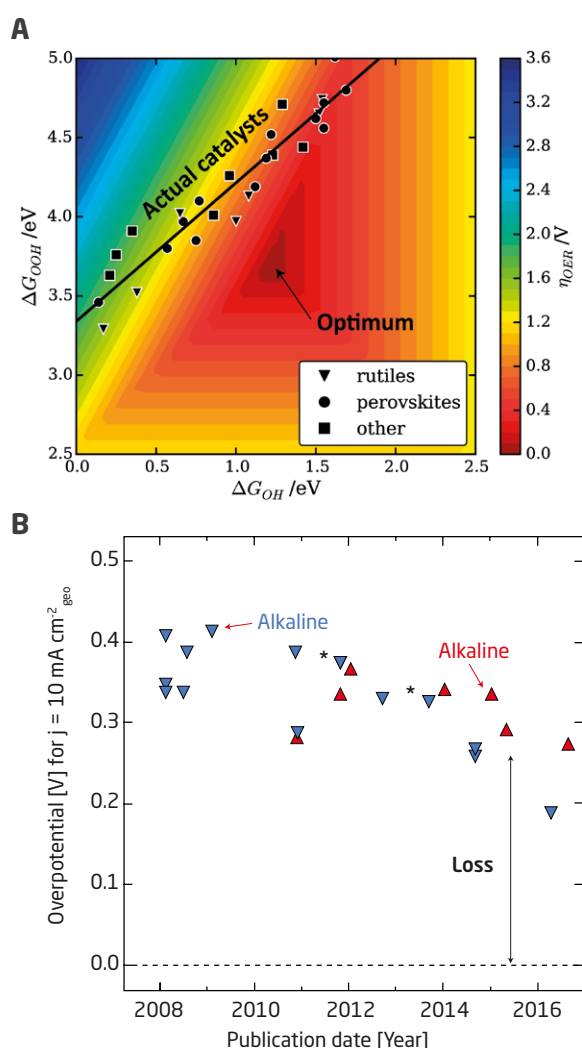 A
5.0
4.5
4.0
3.5
3.0
2.5
0.0
0.5
1.0
1.5
2.0
2.5
ΔG_OOH /eV
ΔG_OH /eV
Actual catalysts
Optimum
rutiles
perovskites
other
3.6
3.2
2.8
2.4
2.0
1.6
1.2
0.8
0.4
0.0
η_OER /V
B
0.5
0.4
0.3
0.2
0.1
0.0
Overpotential [V] for j = 10 mA cm⁻² geo
Alkaline
*
Alkaline
*
Loss
2008
2010
2012
2014
2016
Publication date [Year]